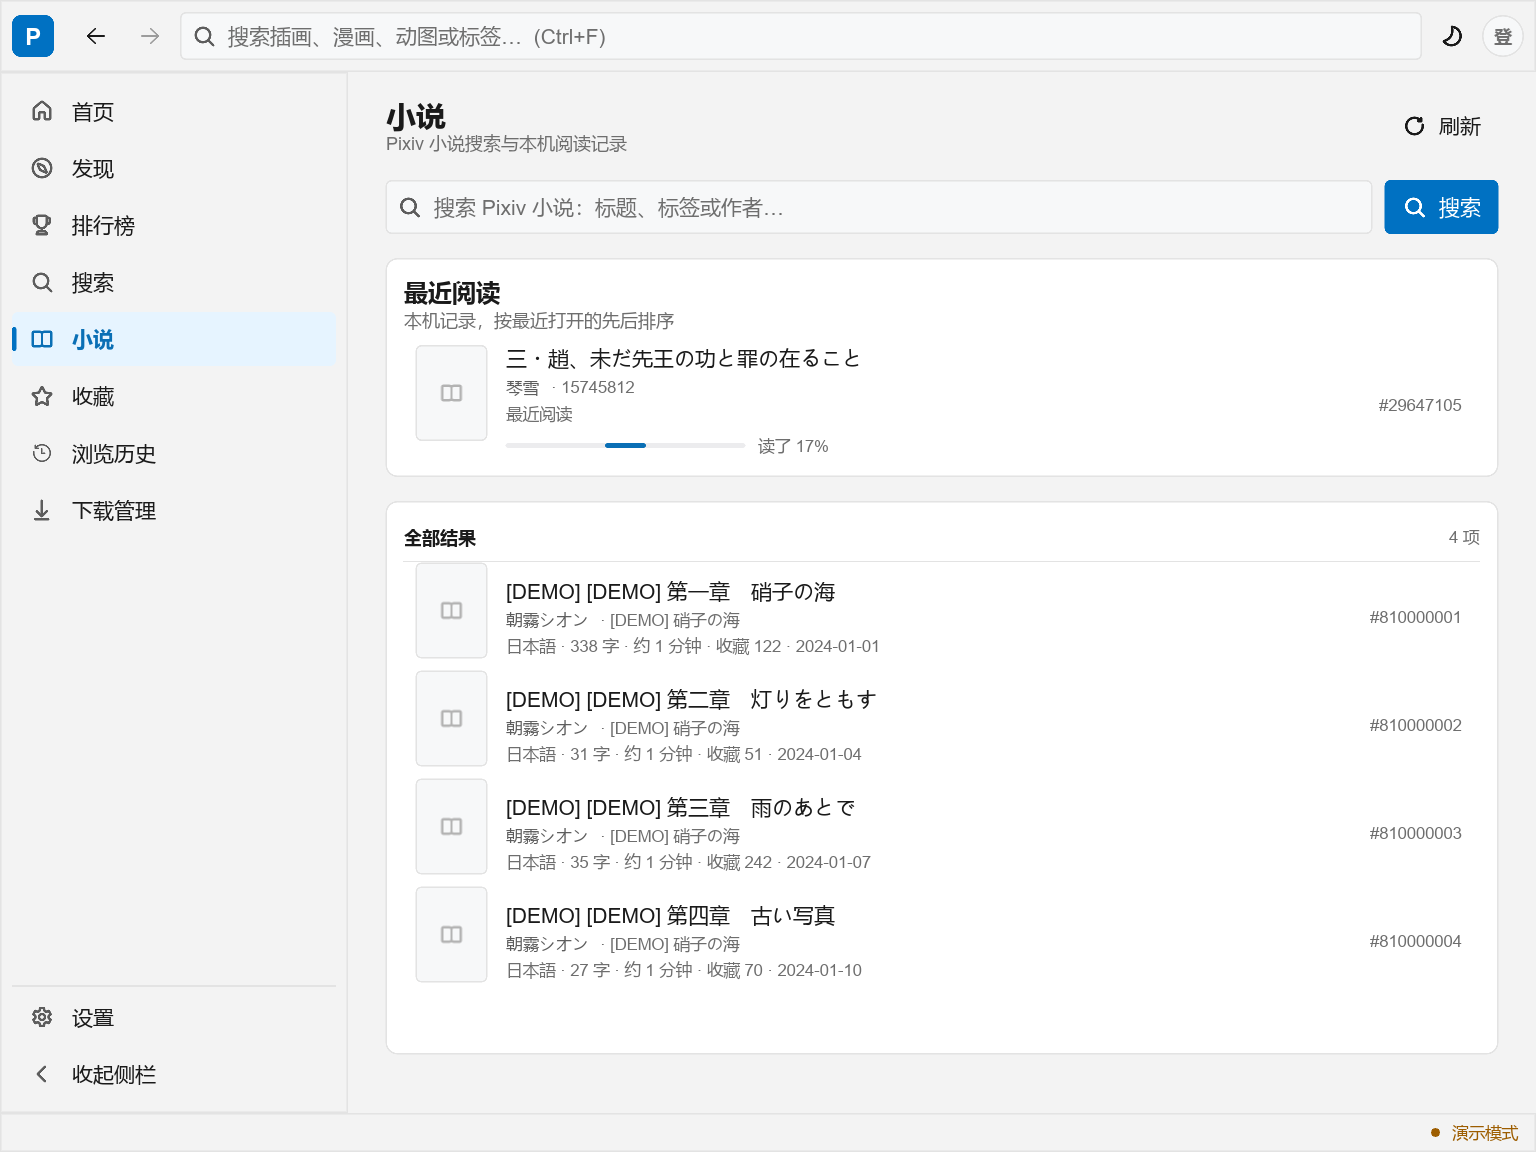 P
搜索插画、漫画、动图或标签… (Ctrl+F)
登
首页
发现
排行榜
搜索
小说
收藏
浏览历史
下载管理
设置
收起侧栏
小说
Pixiv 小说搜索与本机阅读记录
刷新
搜索 Pixiv 小说：标题、标签或作者…
搜索
最近阅读
本机记录，按最近打开的先后排序
三・趙、未だ先王の功と罪の在ること
琴雪 · 15745812
最近阅读
#29647105
读了 17%
全部结果
4 项
[DEMO] [DEMO] 第一章　硝子の海
朝霧シオン · [DEMO] 硝子の海
日本語 · 338 字 · 约 1 分钟 · 收藏 122 · 2024-01-01
#810000001
[DEMO] [DEMO] 第二章　灯りをともす
朝霧シオン · [DEMO] 硝子の海
日本語 · 31 字 · 约 1 分钟 · 收藏 51 · 2024-01-04
#810000002
[DEMO] [DEMO] 第三章　雨のあとで
朝霧シオン · [DEMO] 硝子の海
日本語 · 35 字 · 约 1 分钟 · 收藏 242 · 2024-01-07
#810000003
[DEMO] [DEMO] 第四章　古い写真
朝霧シオン · [DEMO] 硝子の海
日本語 · 27 字 · 约 1 分钟 · 收藏 70 · 2024-01-10
#810000004
演示模式